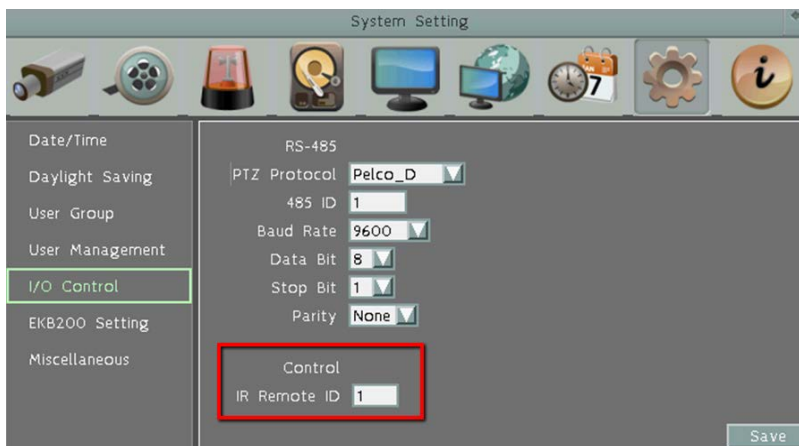 System Setting
JAN
7
i
Date/Time
Daylight Saving
User Group
User Management
I/O Control
EKB200 Setting
Miscellaneous
RS-485
PTZ Protocol Pelco_D
485 ID 1
Baud Rate 9600
Data Bit 8
Stop Bit 1
Parity None
Control
IR Remote ID 1
Save